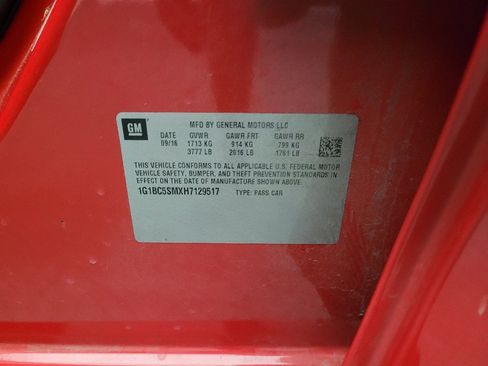 GM
MFD BY GENERAL MOTORS LLC
DATE GVWR GAWR FRT GAWR RR
09/16 1713 KG 914 KG 799 KG
3777 LB 2016 LB 1761 LB
THIS VEHICLE CONFORMS TO ALL APPLICABLE U.S. FEDERAL MOTOR
VEHICLE SAFETY, BUMPER, AND THEFT PREVENTION STANDARDS
IN EFFECT ON THE DATE OF MANUFACTURE SHOWN ABOVE.
1G1BC5SMXH7129517 TYPE: PASS CAR